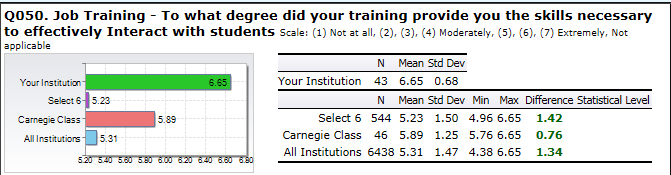 Q050. Job Training - To what degree did your training provide you the skills necessary
to effectively Interact with students Scale: (1) Not at all, (2), (3), (4) Moderately, (5), (6), (7) Extremely, Not
applicable
Your Institution 6.65
Select 6 5.23
Carnegie Class 5.89
All Institutions 5.31
5.20 5.40 5.60 5.80 6.00 6.20 6.40 6.60 6.80
N Mean Std Dev
Your Institution 43 6.65 0.68
N Mean Std Dev Min Max Difference Statistical Level
Select 6 544 5.23 1.50 4.96 6.65 1.42
Carnegie Class 46 5.89 1.25 5.76 6.65 0.76
All Institutions 6438 5.31 1.47 4.38 6.65 1.34